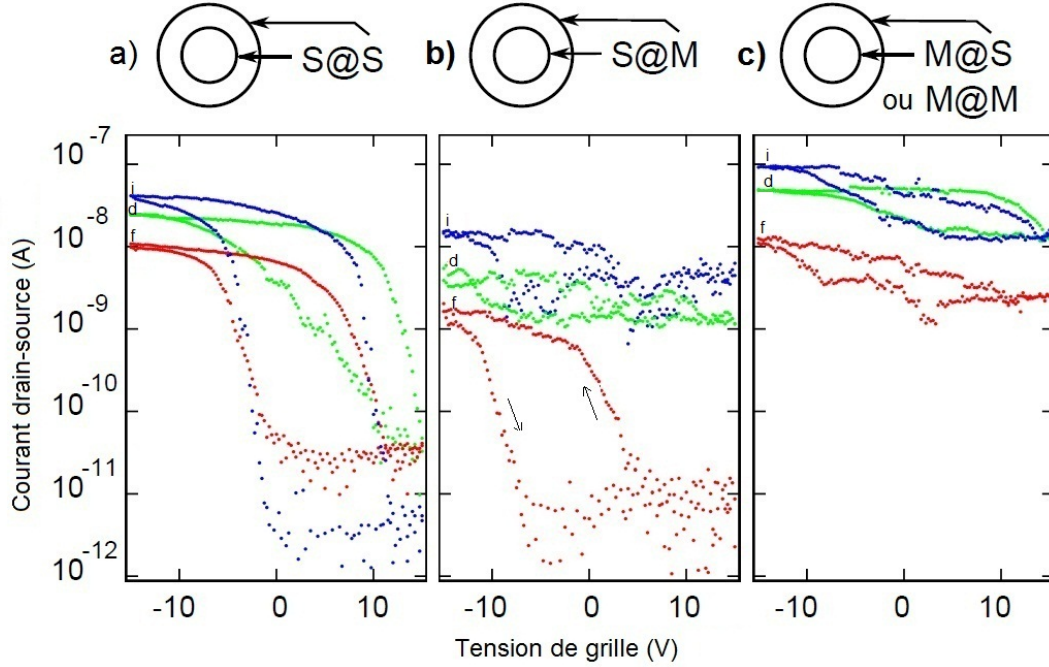 a) S@S
b) S@M
c) M@S
ou M@M
Courant drain-source (A)
10-7
10-8
10-9
10-10
10-11
10-12
i
d
f
i
d
f
i
d
f
-10 0 10
-10 0 10
-10 0 10
Tension de grille (V)